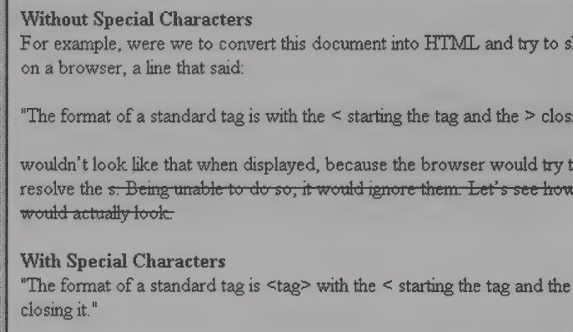 Without Special Characters
For example, were we to convert this document into HTML and try to
on a browser, a line that said:
"The format of a standard tag is with the < starting the tag and the >
wouldn't look like that when displayed, because the browser would try
resolve the s. Being unable to do so, it would ignore them. Let's see how
would actually look.
With Special Characters
"The format of a standard tag is <tag> with the < starting the tag and the
closing it."